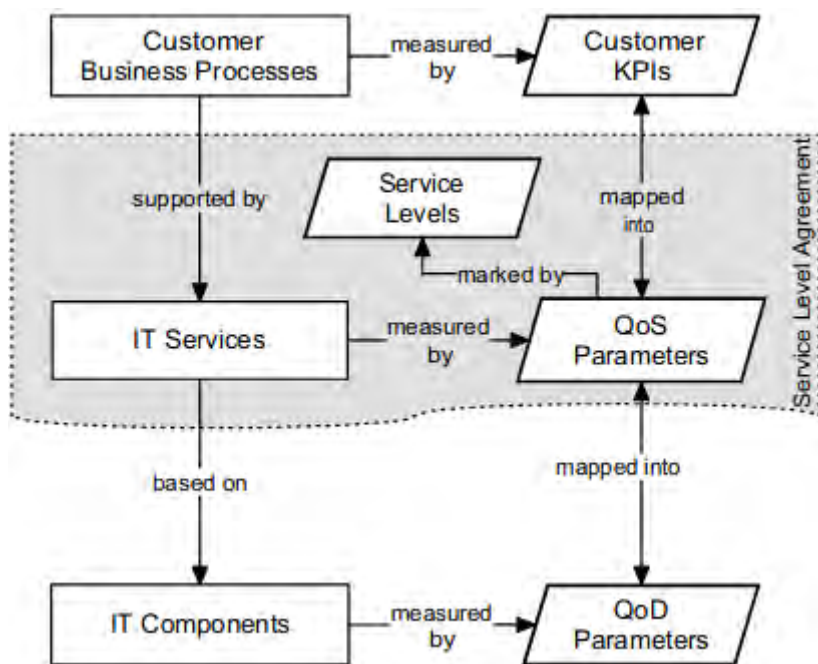 Customer
Business Processes
measured
by
Customer
KPIs
supported by
Service
Levels
mapped
into
marked by
IT Services
measured
by
QoS
Parameters
Service Level Agreement
based on
mapped into
IT Components
measured
by
QoD
Parameters